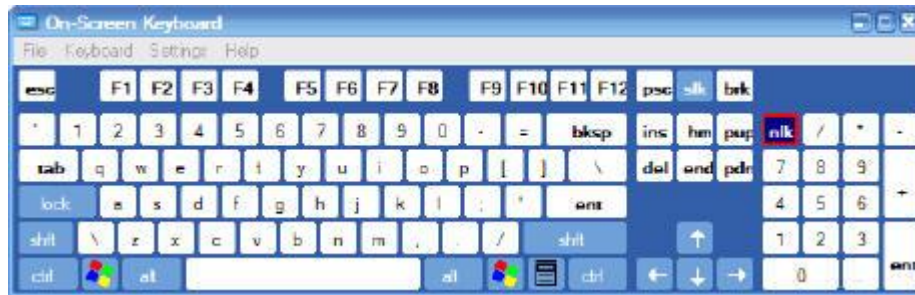 On-Screen Keyboard
File Keyboard Settings Help
esc F1 F2 F3 F4 F5 F6 F7 F8 F9 F10 F11 F12 psc slk brk
` 1 2 3 4 5 6 7 8 9 0 - = bksp ins hm pup nlk / * -
tab q w e r t y u i o p [ ] \ del end pdn 7 8 9 +
lock a s d f g h j k l ; ' ent 4 5 6
shft \ z x c v b n m , . / shft ↑ 1 2 3 ent
ctrl alt alt ctrl ← ↓ → 0 .